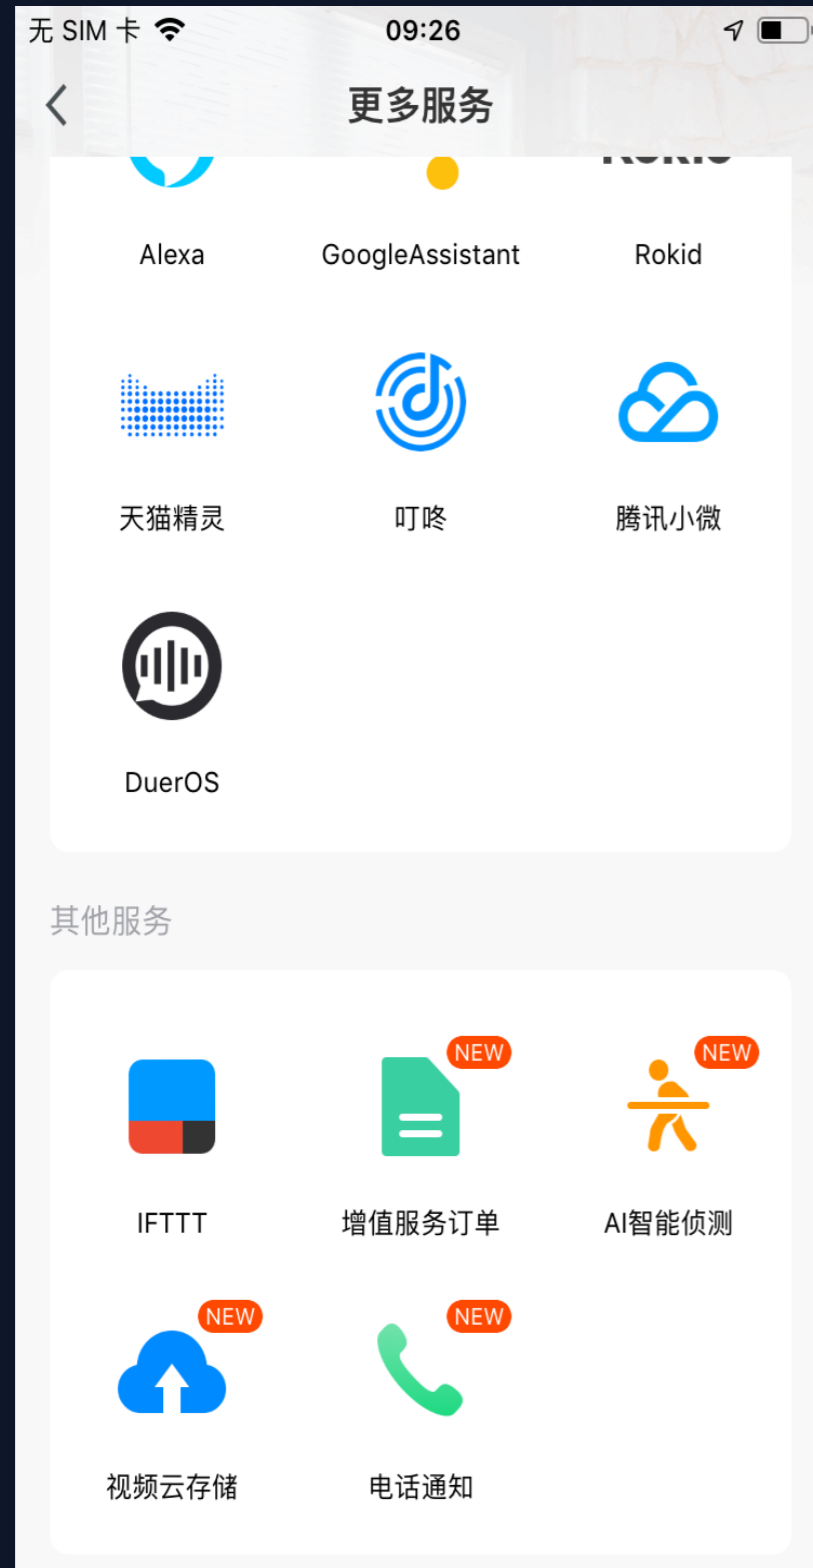 无 SIM 卡 09:26
更多服务
Alexa GoogleAssistant Rokid
天猫精灵 叮咚 腾讯小微
DuerOS
其他服务
NEW NEW
IFTTT 增值服务订单 AI智能侦测
NEW NEW
视频云存储 电话通知